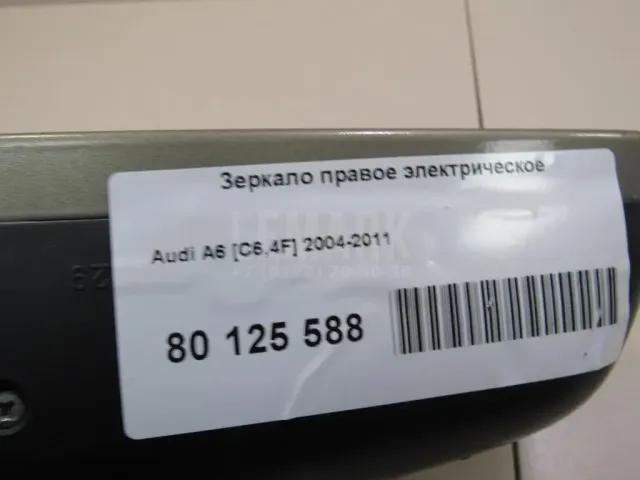 Зеркало правое электрическое
Audi A6 [C6,4F] 2004-2011
80 125 588